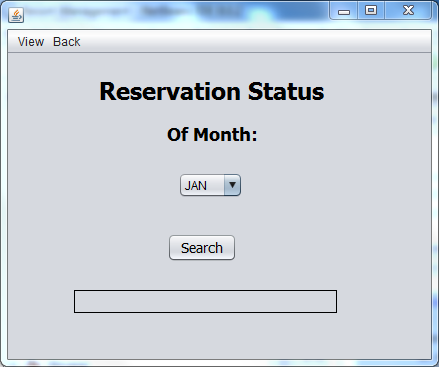 View Back
Reservation Status
Of Month:
JAN
Search